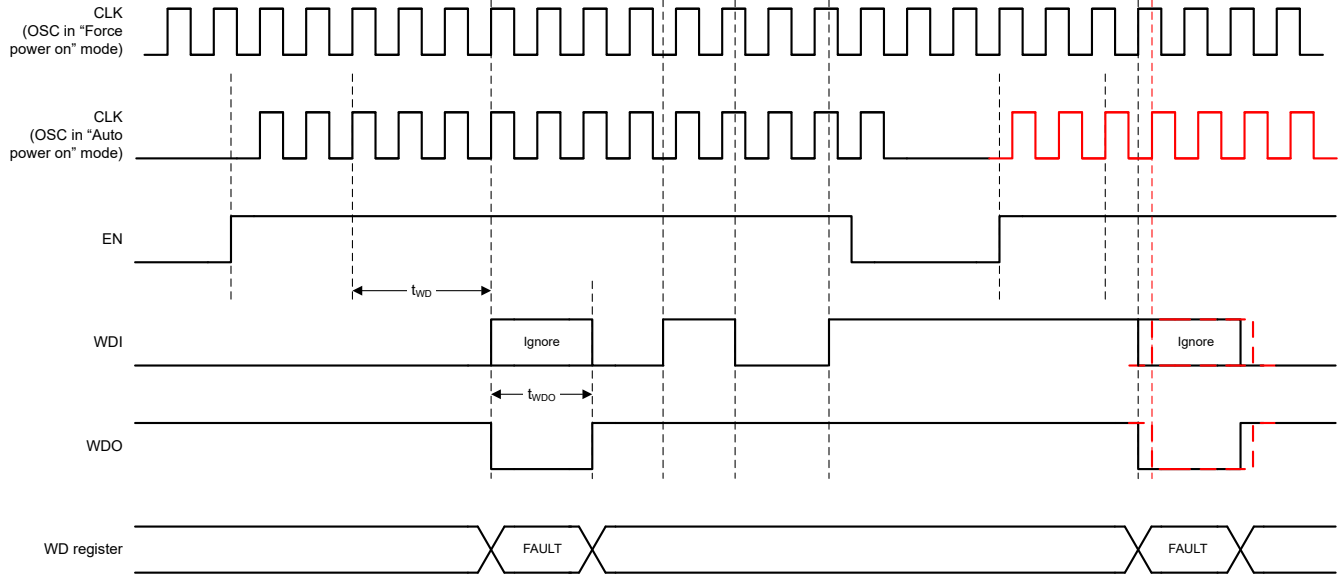 CLK
(OSC in “Force
power on” mode)
CLK
(OSC in “Auto
power on” mode)
EN
tWD
WDI
Ignore
Ignore
tWDO
WDO
WD register
FAULT
FAULT